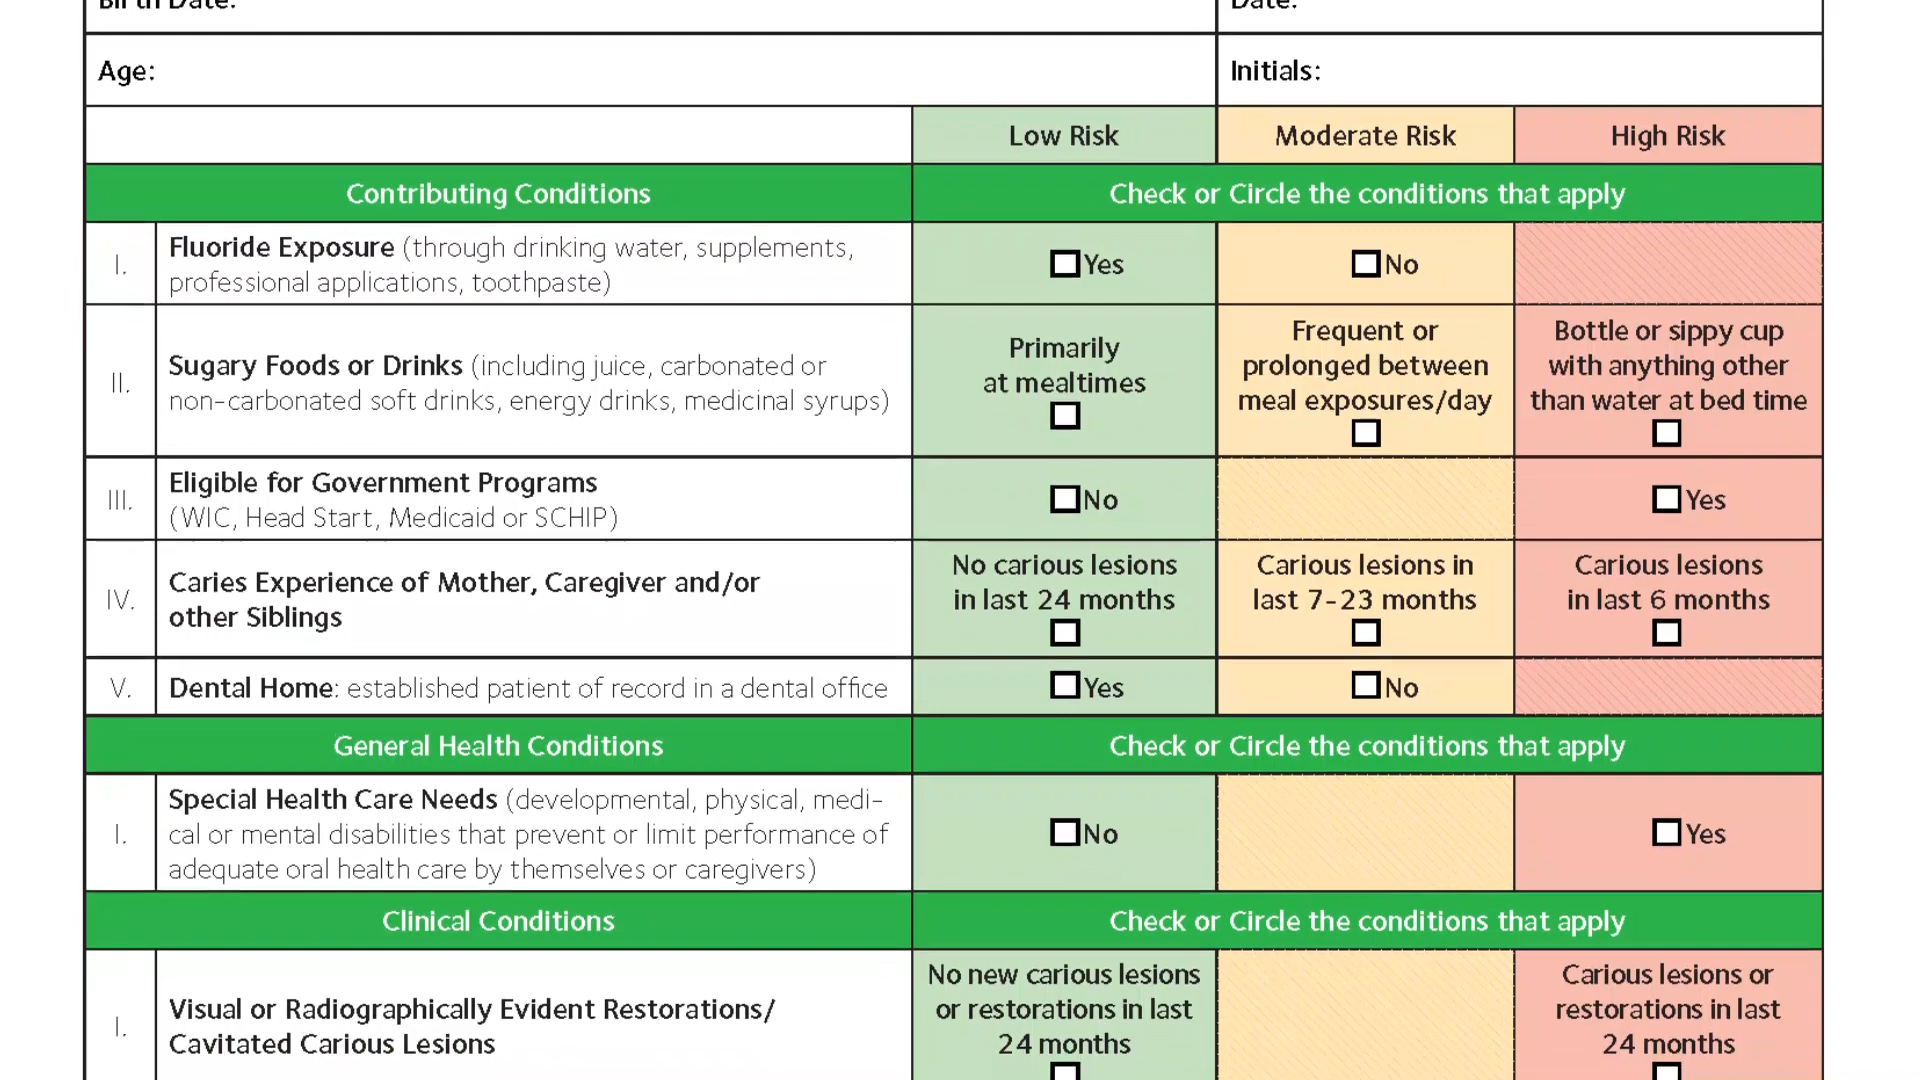 Birth Date:
Date:
Age:
Initials:
Low Risk
Moderate Risk
High Risk
Contributing Conditions
Check or Circle the conditions that apply
I.
Fluoride Exposure (through drinking water, supplements,
professional applications, toothpaste)
Yes
No
II.
Sugary Foods or Drinks (including juice, carbonated or
non-carbonated soft drinks, energy drinks, medicinal syrups)
Primarily
at mealtimes
Frequent or
prolonged between
meal exposures/day
Bottle or sippy cup
with anything other
than water at bed time
III.
Eligible for Government Programs
(WIC, Head Start, Medicaid or SCHIP)
No
Yes
IV.
Caries Experience of Mother, Caregiver and/or
other Siblings
No carious lesions
in last 24 months
Carious lesions in
last 7-23 months
Carious lesions
in last 6 months
V.
Dental Home: established patient of record in a dental office
Yes
No
General Health Conditions
Check or Circle the conditions that apply
I.
Special Health Care Needs (developmental, physical, medi-
cal or mental disabilities that prevent or limit performance of
adequate oral health care by themselves or caregivers)
No
Yes
Clinical Conditions
Check or Circle the conditions that apply
I.
Visual or Radiographically Evident Restorations/
Cavitated Carious Lesions
No new carious lesions
or restorations in last
24 months
Carious lesions or
restorations in last
24 months